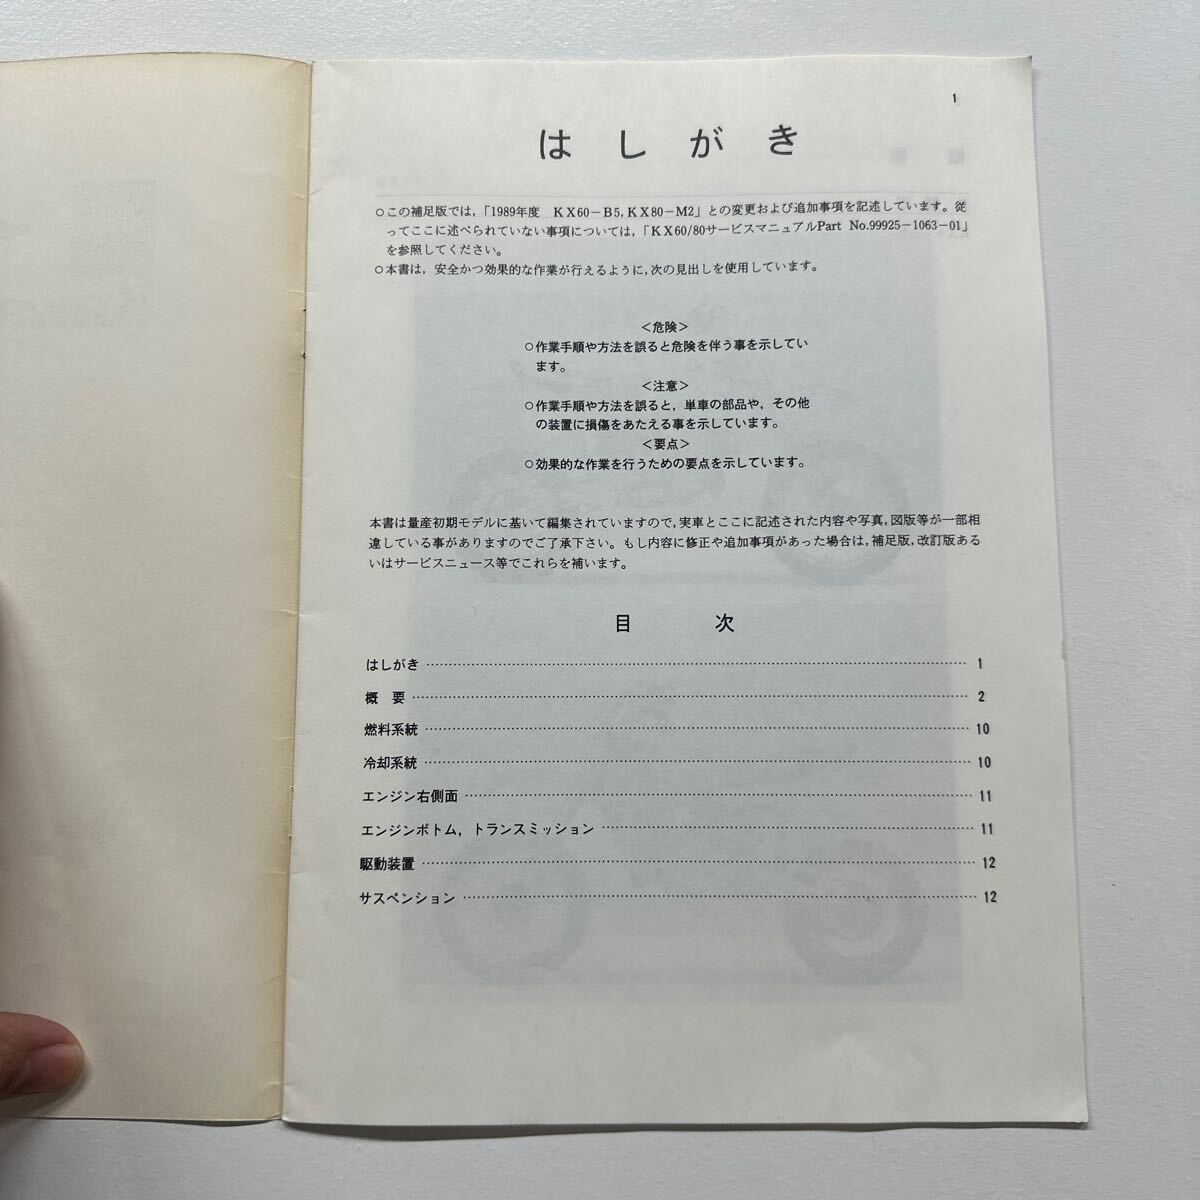 1
はしがき
○この補足版では,「1989年度 KX60-B5, KX80-M2」との変更および追加事項を記述しています。従
ってここに述べられていない事項については,「KX60/80サービスマニュアルPart No.99925-1063-01」
を参照してください。
○本書は,安全かつ効果的な作業が行えるように,次の見出しを使用しています。
<危険>
○作業手順や方法を誤ると危険を伴う事を示してい
ます。
<注意>
○作業手順や方法を誤ると,単車の部品や,その他
の装置に損傷をあたえる事を示しています。
<要点>
○効果的な作業を行うための要点を示しています。
本書は量産初期モデルに基いて編集されていますので,実車とここに記述された内容や写真,図版等が一部相
違している事がありますのでご了承下さい。もし内容に修正や追加事項があった場合は,補足版,改訂版ある
いはサービスニュース等でこれらを補います。
目 次
はしがき 1
概 要 2
燃料系統 10
冷却系統 10
エンジン右側面 11
エンジンボトム,トランスミッション 11
駆動装置 12
サスペンション 12